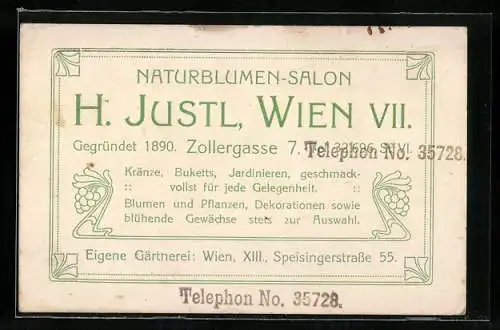 NATURBLUMEN-SALON
H. JUSTL, WIEN VII.
Gegründet 1890. Zollergasse 7. Telephon No. 35728.
Kränze, Buketts, Jardinieren, geschmack-
:: vollst für jede Gelegenheit. ::
Blumen und Pflanzen, Dekorationen sowie
blühende Gewächse stets zur Auswahl.
Eigene Gärtnerei: Wien, XIII., Speisingerstraße 55.
Telephon No. 35728.